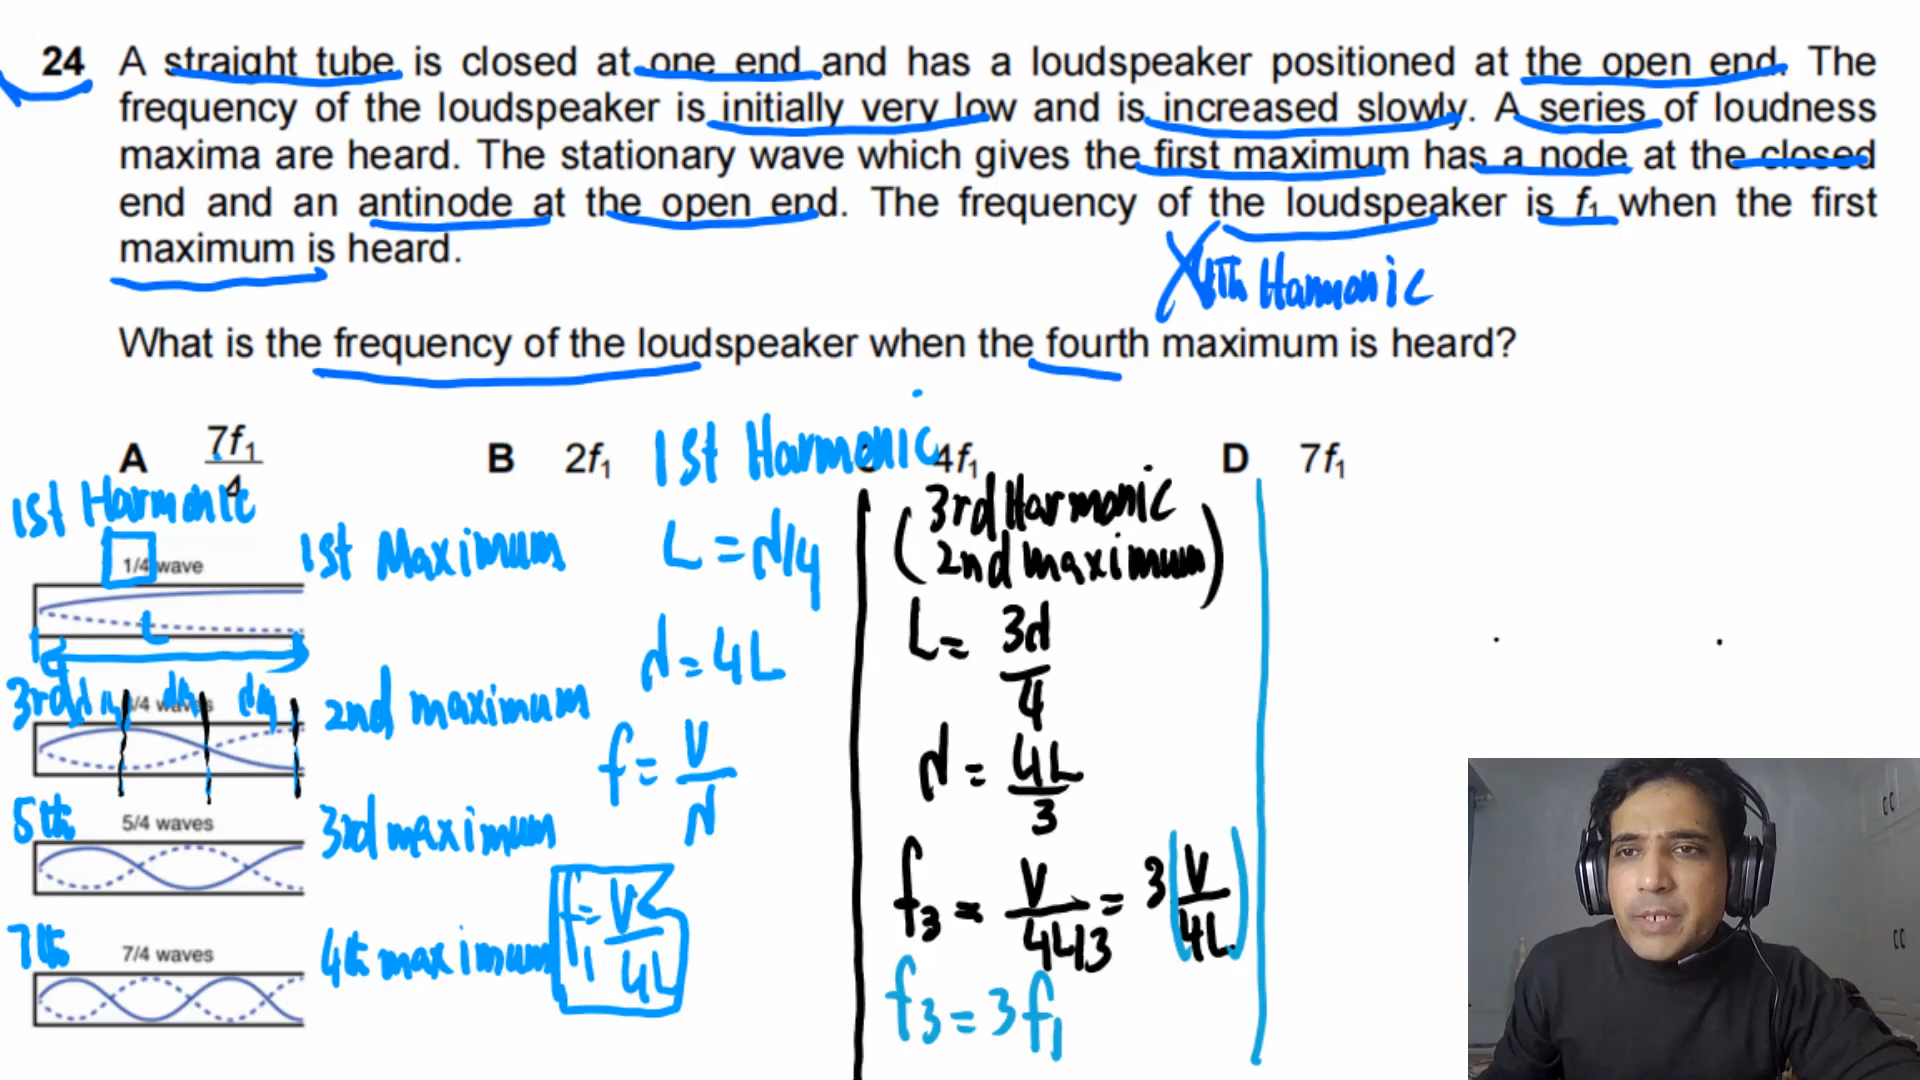 24 A straight tube is closed at one end and has a loudspeaker positioned at the open end. The
frequency of the loudspeaker is initially very low and is increased slowly. A series of loudness
maxima are heard. The stationary wave which gives the first maximum has a node at the closed
end and an antinode at the open end. The frequency of the loudspeaker is f₁ when the first
maximum is heard.
4th Harmonic
What is the frequency of the loudspeaker when the fourth maximum is heard?
A 7f₁/4 B 2f₁ C 4f₁ D 7f₁
1st Harmonic
1st Harmonic
1/4 wave
1st Maximum
L
L = λ/4
λ = 4L
f = V/λ
f₁ = V/4L
3rd
λ/4 λ/4 λ/4
3/4 waves
2nd maximum
5th
5/4 waves
3rd maximum
7th
7/4 waves
4th maximum
(3rd Harmonic
2nd maximum)
L = 3λ/4
λ = 4L/3
f₃ = V/4L/3 = 3(V/4L)
f₃ = 3f₁